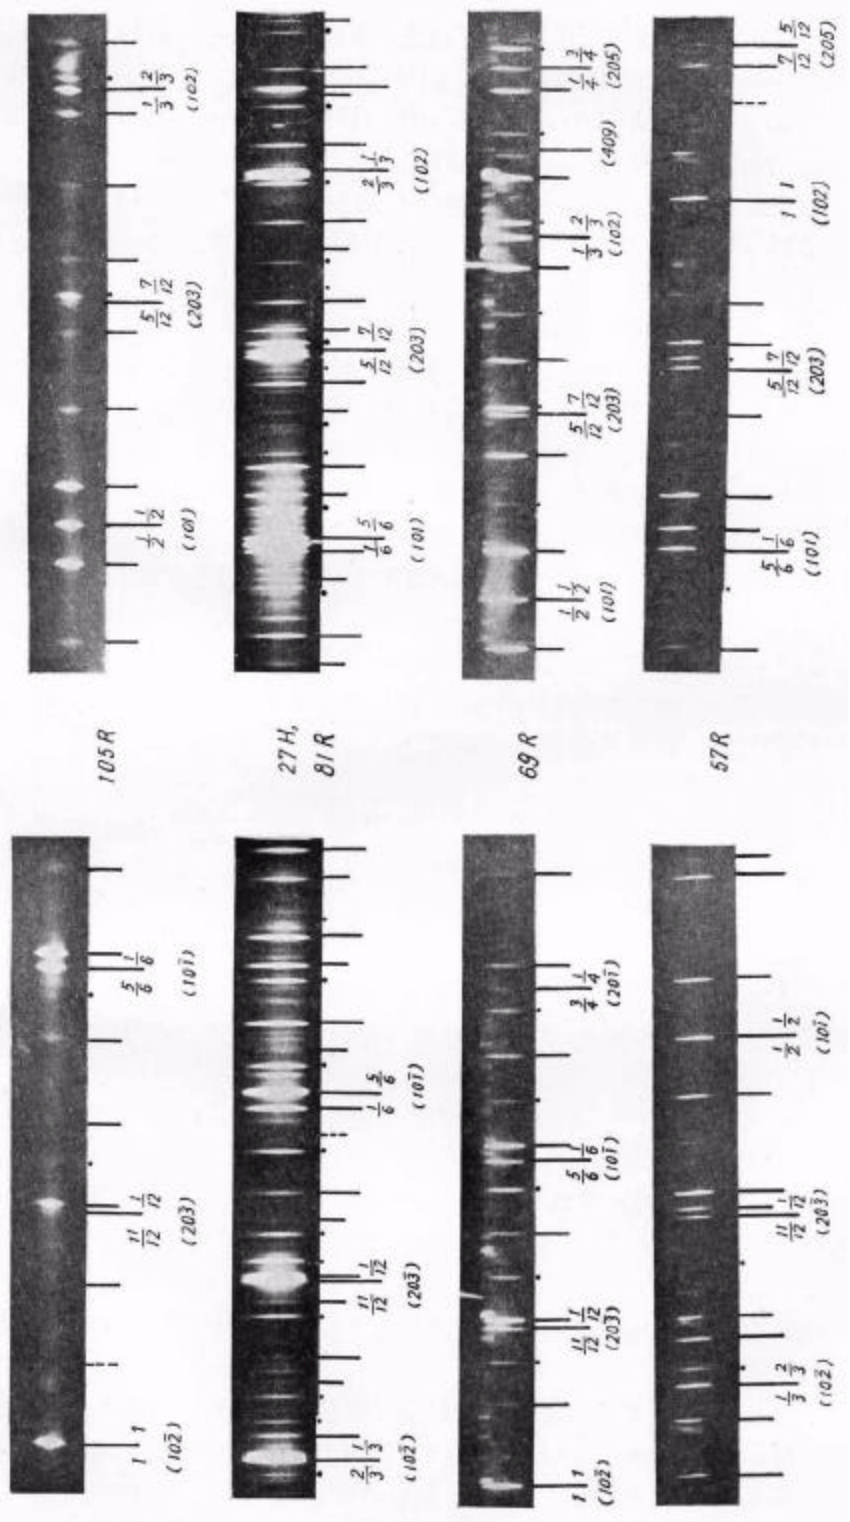 1 1 11/12 1/12 5/6 1/6 105 R 1/2 1/2 5/12 7/12 1/3 2/3
(102̄) (203̄) (101̄) (101) (203) (102)
2/3 1/3 11/12 1/12 1/6 5/6 27 H, 1/6 5/6 5/12 7/12 2/3 1/3
(102̄) (203̄) (101̄) 81 R (101) (203) (102)
1 1 11/12 1/12 5/6 1/6 3/4 1/4 69 R 1/2 1/2 5/12 7/12 1/3 2/3 (409) 1/4 3/4
(102̄) (203̄) (101̄) (201̄) (101) (203) (102) (205)
1/3 2/3 11/12 1/12 1/2 1/2 57 R 5/6 1/6 5/12 7/12 1 1 7/12 5/12
(102̄) (203̄) (101̄) (101) (203) (102) (205)